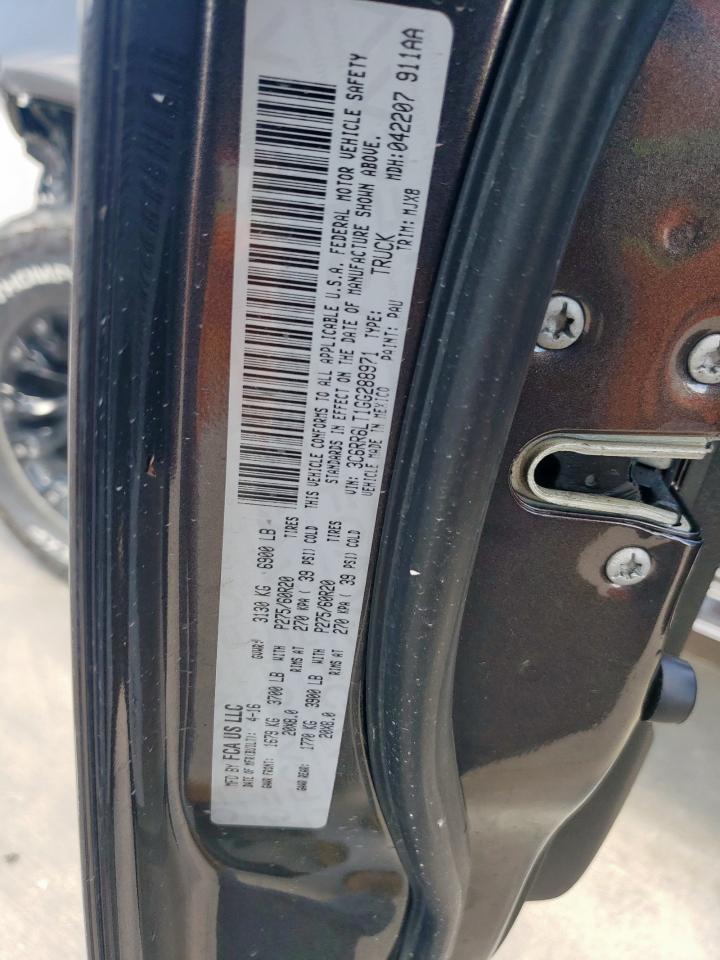 MFD BY FCA US LLC
DATE OF MFR(BUILT): 4-16 GVWR: 3130 KG 6900 LB
GAWR FRONT: 1679 KG 3700 LB WITH P275/60R20 TIRES
20X8.0 RIMS AT 270 KPA ( 39 PSI) COLD
GAWR REAR: 1770 KG 3900 LB WITH P275/60R20 TIRES
20X8.0 RIMS AT 270 KPA ( 39 PSI) COLD
THIS VEHICLE CONFORMS TO ALL APPLICABLE U.S.A. FEDERAL MOTOR VEHICLE SAFETY
STANDARDS IN EFFECT ON THE DATE OF MANUFACTURE SHOWN ABOVE.
VIN: 3C6RR6LT1GG288971 TYPE: TRUCK MDH:042207 911AA
VEHICLE MADE IN MEXICO PAINT: PAU TRIM: MJX8